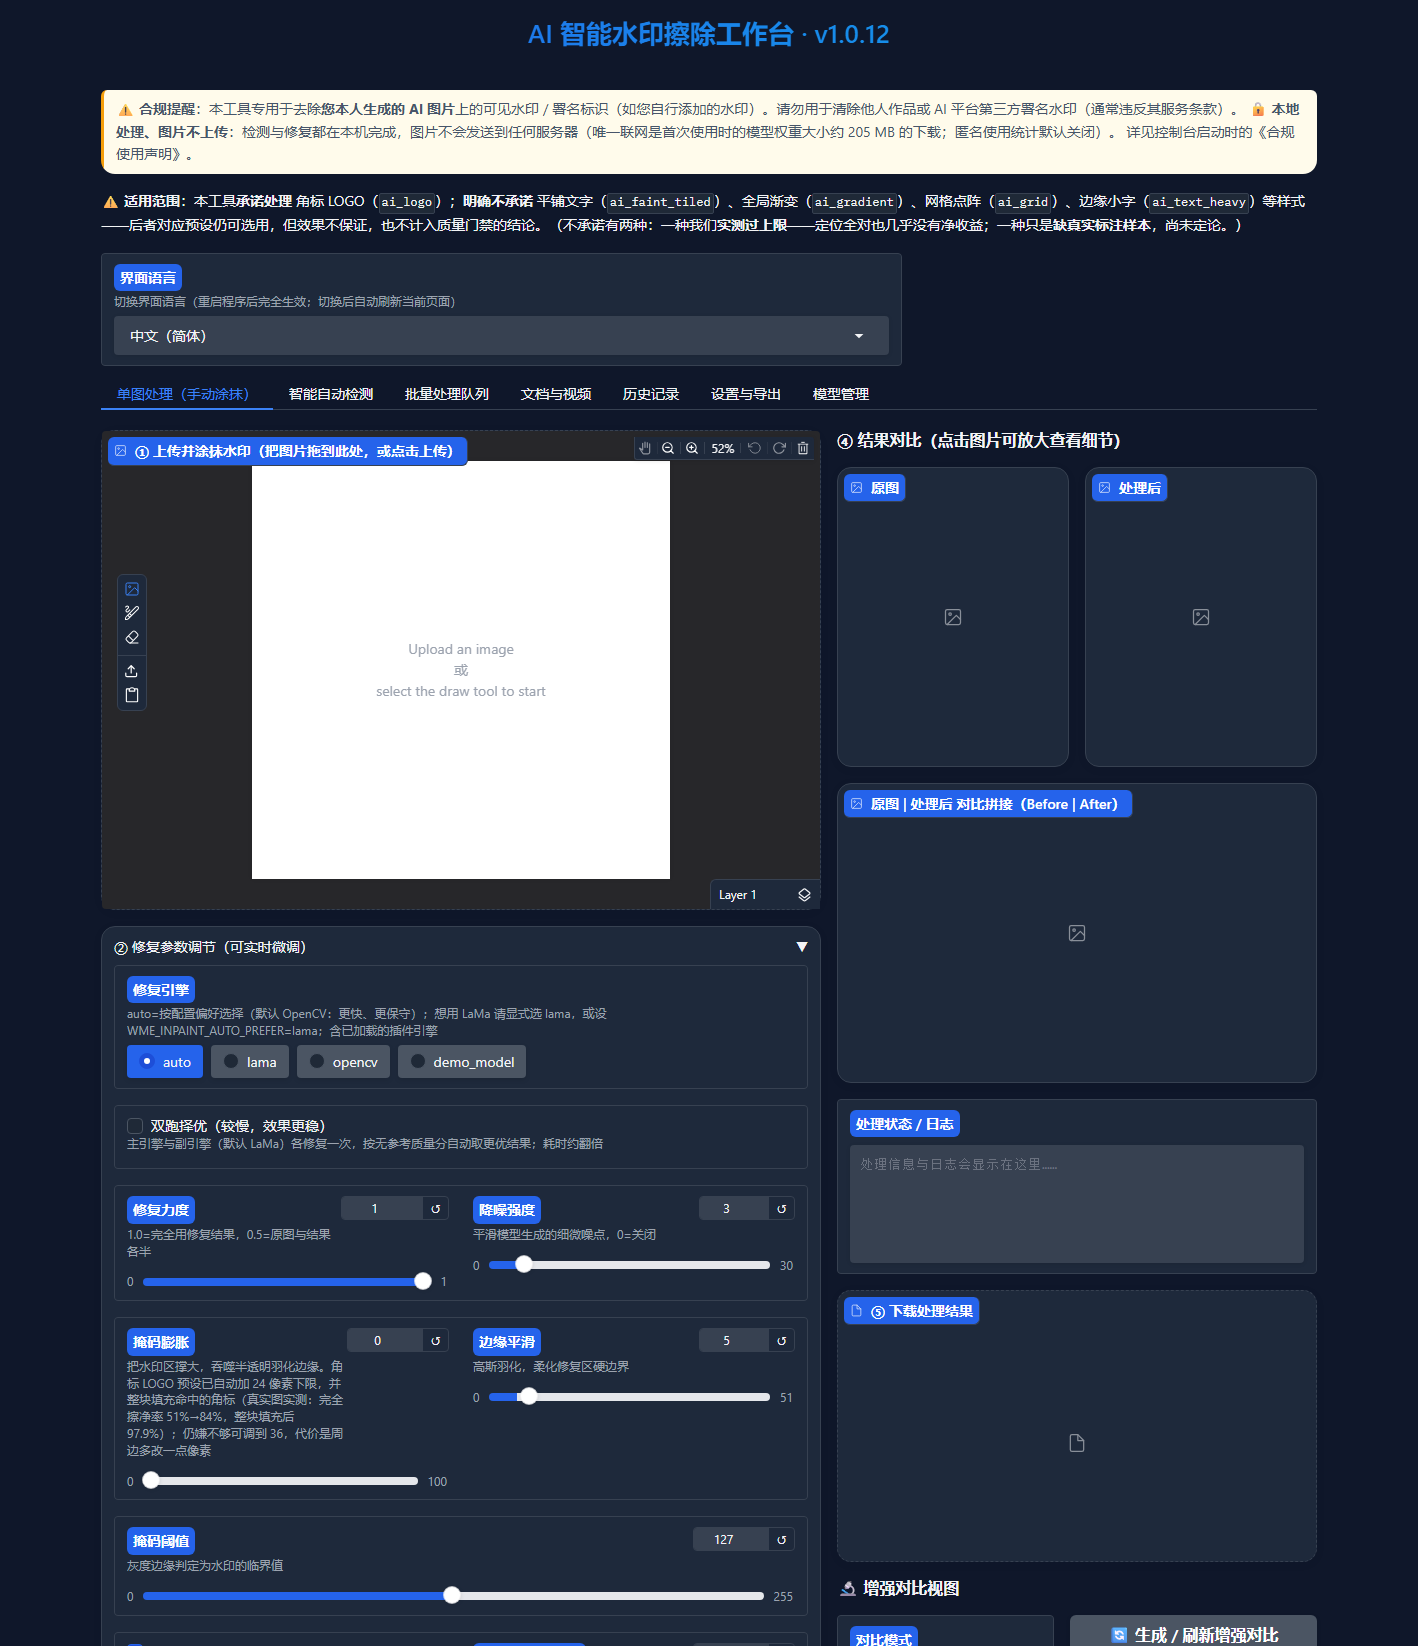 AI 智能水印擦除工作台 · v1.0.12
⚠️ 合规提醒：本工具专用于去除您本人生成的 AI 图片上的可见水印 / 署名标识（如您自行添加的水印）。请勿用于清除他人作品或 AI 平台第三方署名水印（通常违反其服务条款）。 🔒 本地
处理、图片不上传：检测与修复都在本机完成，图片不会发送到任何服务器（唯一联网是首次使用时的模型权重大小约 205 MB 的下载；匿名使用统计默认关闭）。 详见控制台启动时的《合规
使用声明》。
⚠️ 适用范围：本工具承诺处理 角标 LOGO（ai_logo）；明确不承诺 平铺文字（ai_faint_tiled）、全局渐变（ai_gradient）、网格点阵（ai_grid）、边缘小字（ai_text_heavy）等样式
——后者对应预设仍可选用，但效果不保证，也不计入质量门禁的结论。（不承诺有两种：一种我们实测过上限——定位全对也几乎没有净收益；一种只是缺真实标注样本，尚未定论。）
界面语言
切换界面语言（重启程序后完全生效；切换后自动刷新当前页面）
中文（简体）
单图处理（手动涂抹） 智能自动检测 批量处理队列 文档与视频 历史记录 设置与导出 模型管理
① 上传并涂抹水印（把图片拖到此处，或点击上传）
52%
Upload an image
或
select the draw tool to start
Layer 1
② 修复参数调节（可实时微调）
▼
修复引擎
auto=按配置偏好选择（默认 OpenCV：更快、更保守）；想用 LaMa 请显式选 lama，或设
WME_INPAINT_AUTO_PREFER=lama；含已加载的插件引擎
auto lama opencv demo_model
双跑择优（较慢，效果更稳）
主引擎与副引擎（默认 LaMa）各修复一次，按无参考质量分自动取更优结果；耗时约翻倍
修复力度
1 ↺
1.0=完全用修复结果，0.5=原图与结果
各半
0 1
降噪强度
3 ↺
平滑模型生成的细微噪点，0=关闭
0 30
掩码膨胀
0 ↺
把水印区撑大，吞噬半透明羽化边缘。角
标 LOGO 预设已自动加 24 像素下限，并
整块填充命中的角标（真实图实测：完全
擦净率 51%→84%，整块填充后
97.9%）；仍嫌不够可调到 36，代价是周
边多改一点像素
0 100
边缘平滑
5 ↺
高斯羽化，柔化修复区硬边界
0 51
掩码阈值
127 ↺
灰度边缘判定为水印的临界值
0 255
④ 结果对比（点击图片可放大查看细节）
原图
处理后
原图 | 处理后 对比拼接（Before | After）
处理状态 / 日志
处理信息与日志会显示在这里……
⑤ 下载处理结果
🔬 增强对比视图
对比模式
🔄 生成 / 刷新增强对比